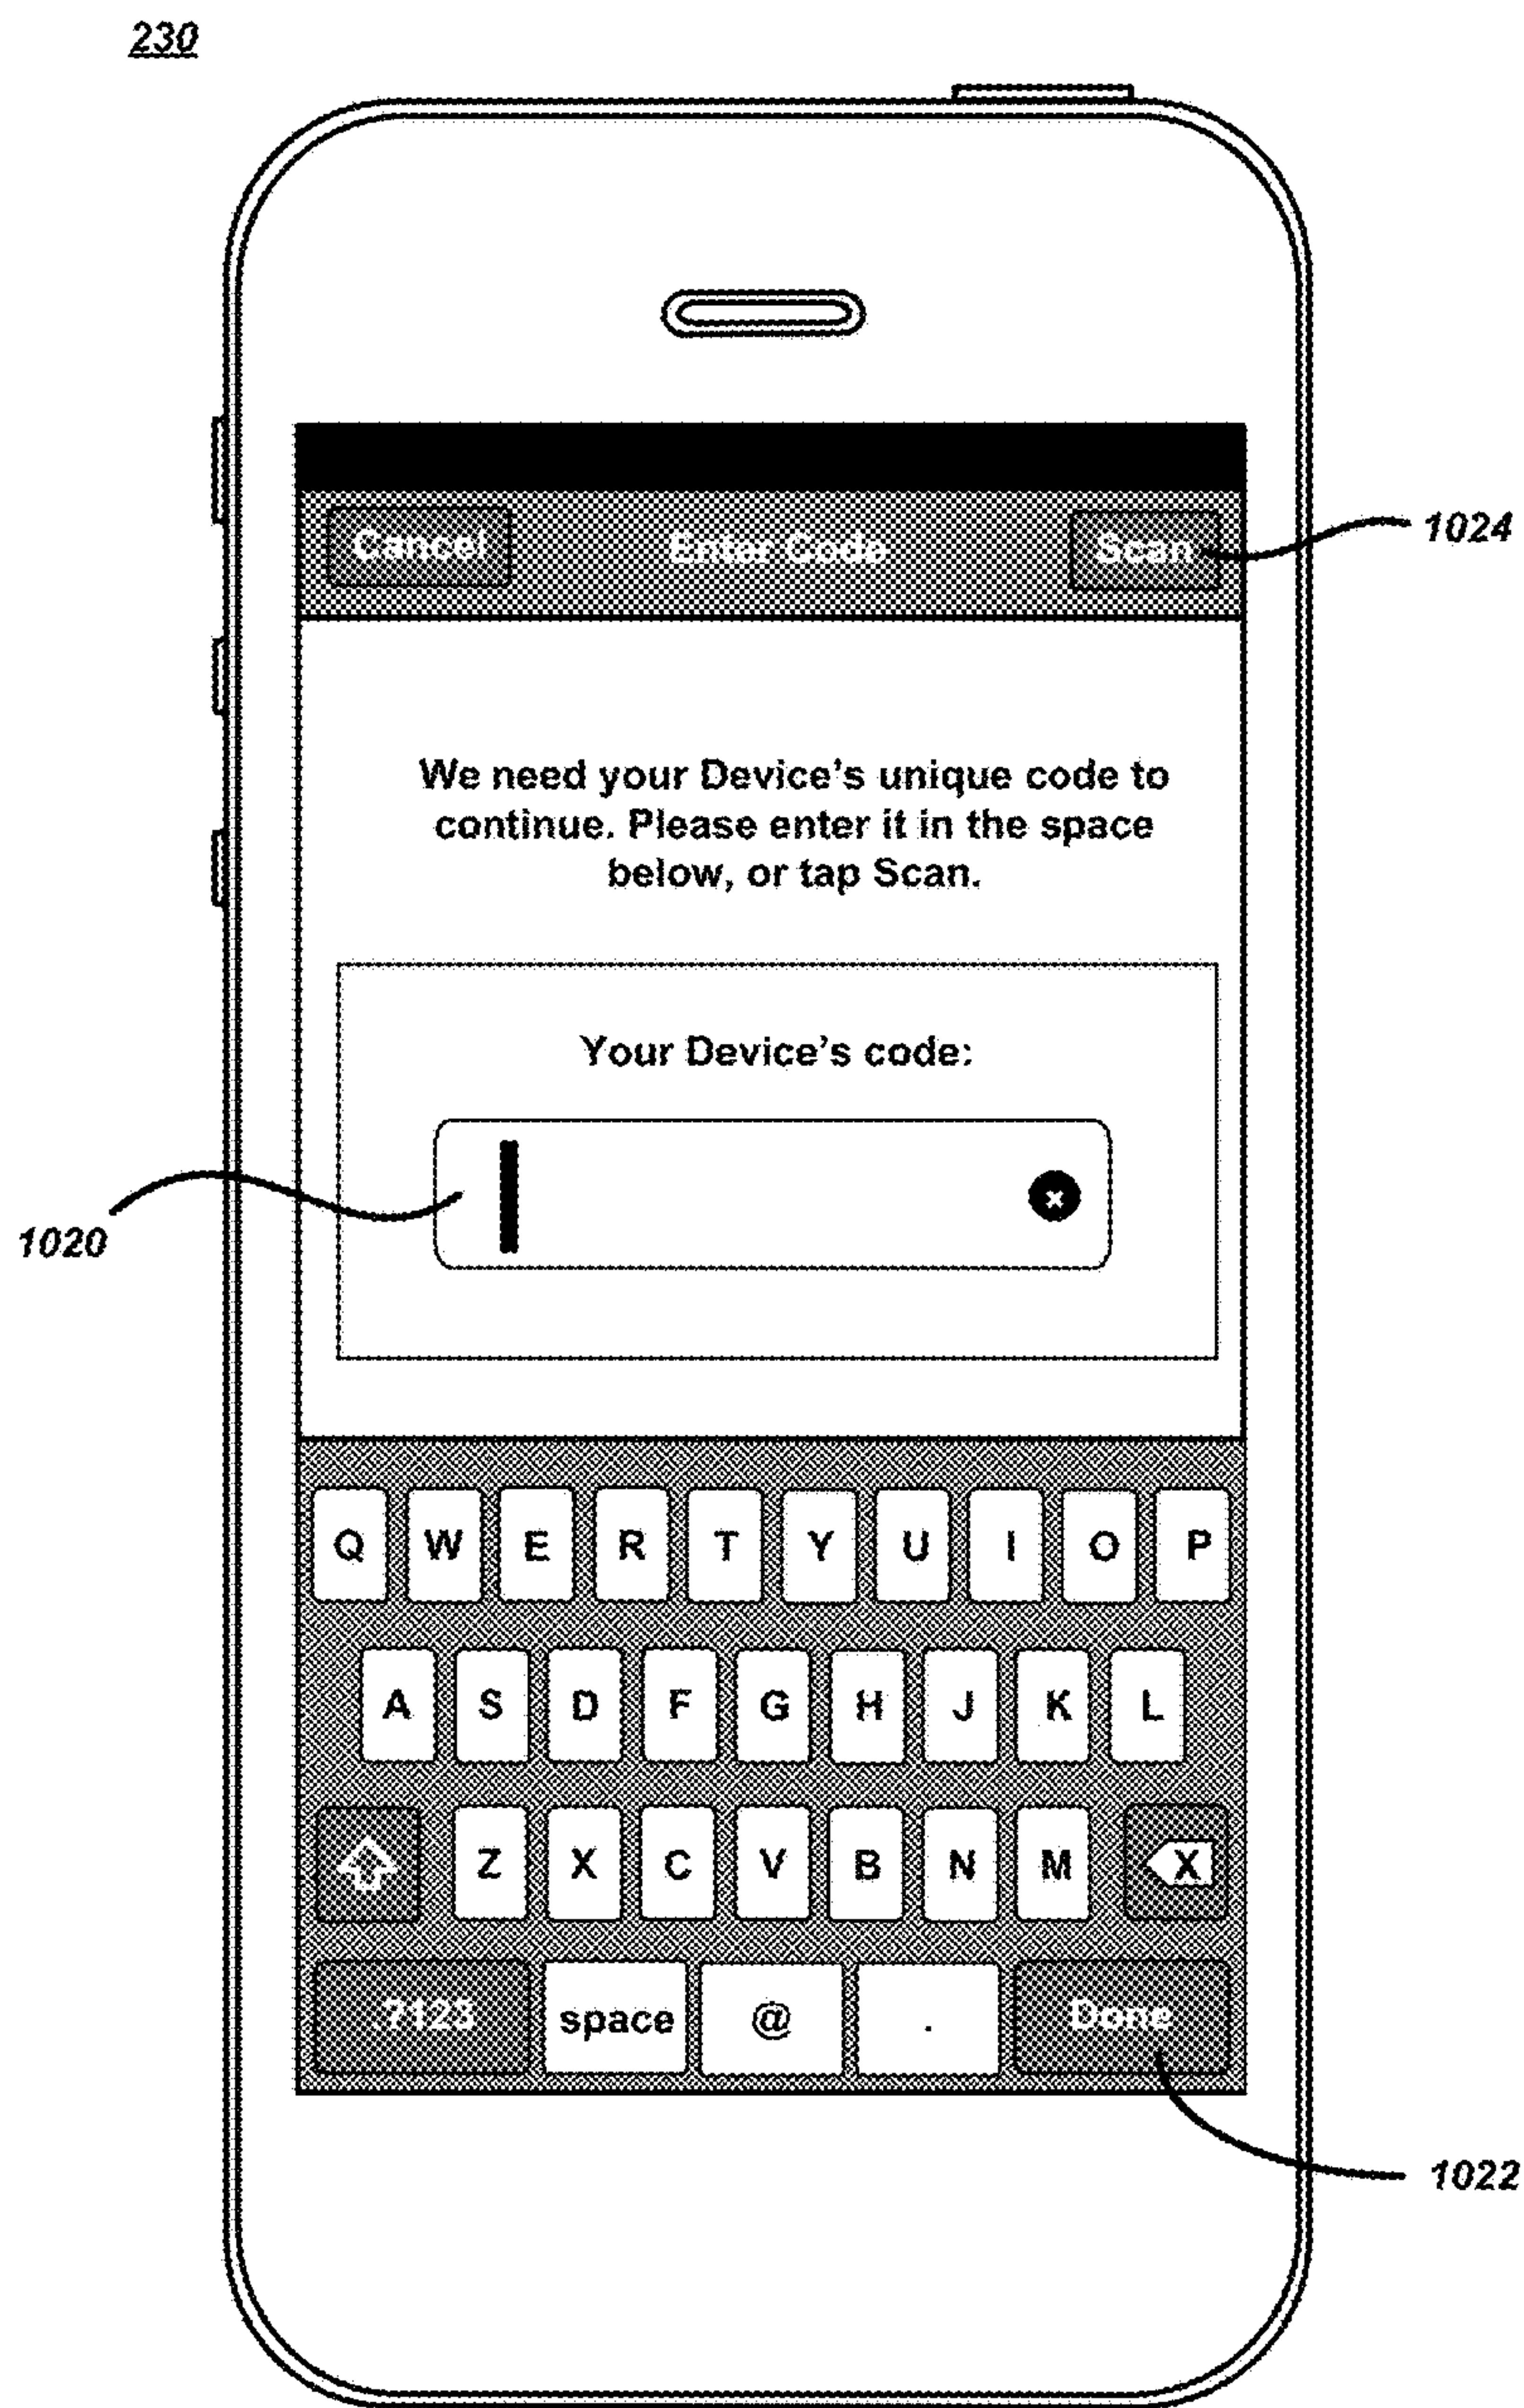 230
Cancel Enter Code Scan
1024
We need your Device's unique code to
continue. Please enter it in the space
below, or tap Scan.
Your Device's code:
1020
Q W E R T Y U I O P
A S D F G H J K L
Z X C V B N M X
.?123 space @ . Done
1022